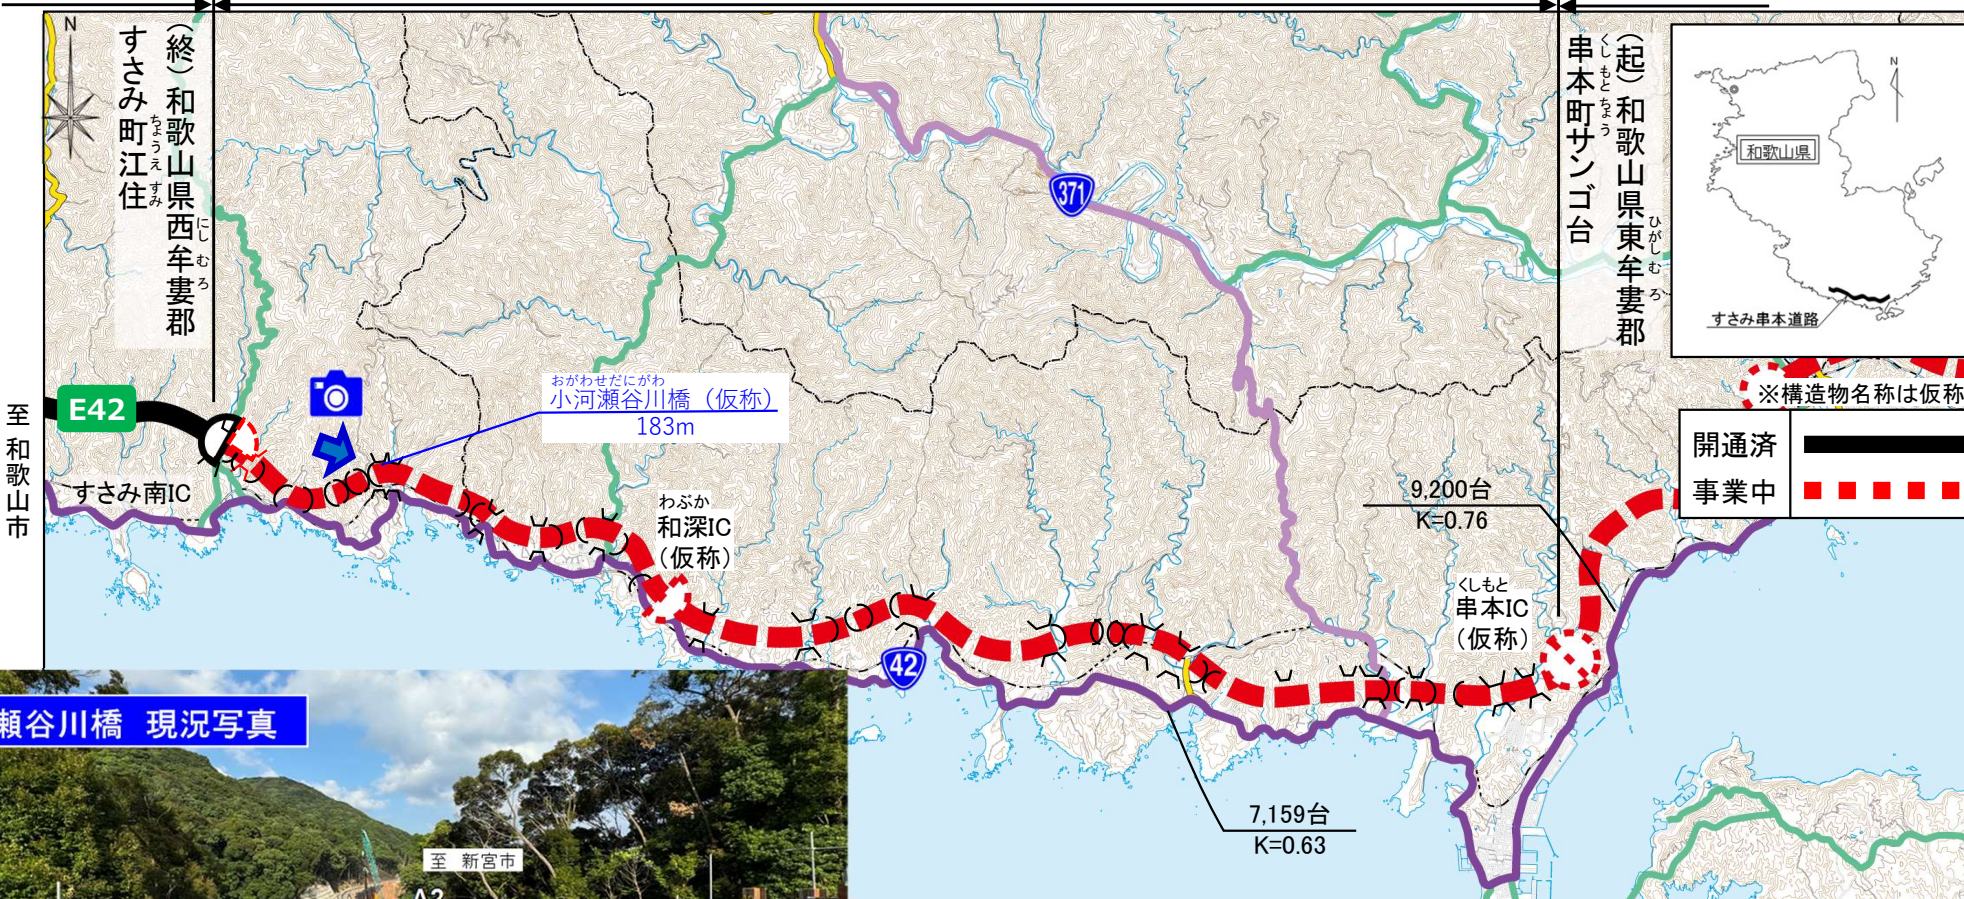 N
(終)和歌山県西牟婁郡
にし むろ
すさみ町江住
ちょうえ すみ
(起)和歌山県東牟婁郡
ひがし むろ
串本町サンゴ台
くし もと ちょう
N
和歌山県
すさみ串本道路
371
E42
至 和歌山市
すさみ南IC
おがわせだにがわ
小河瀬谷川橋(仮称)
183m
わぶか
和深IC
(仮称)
※構造物名称は仮称
開通済
事業中
9,200台
K=0.76
くしもと
串本IC
(仮称)
42
7,159台
K=0.63
瀬谷川橋 現況写真
至 新宮市
A2